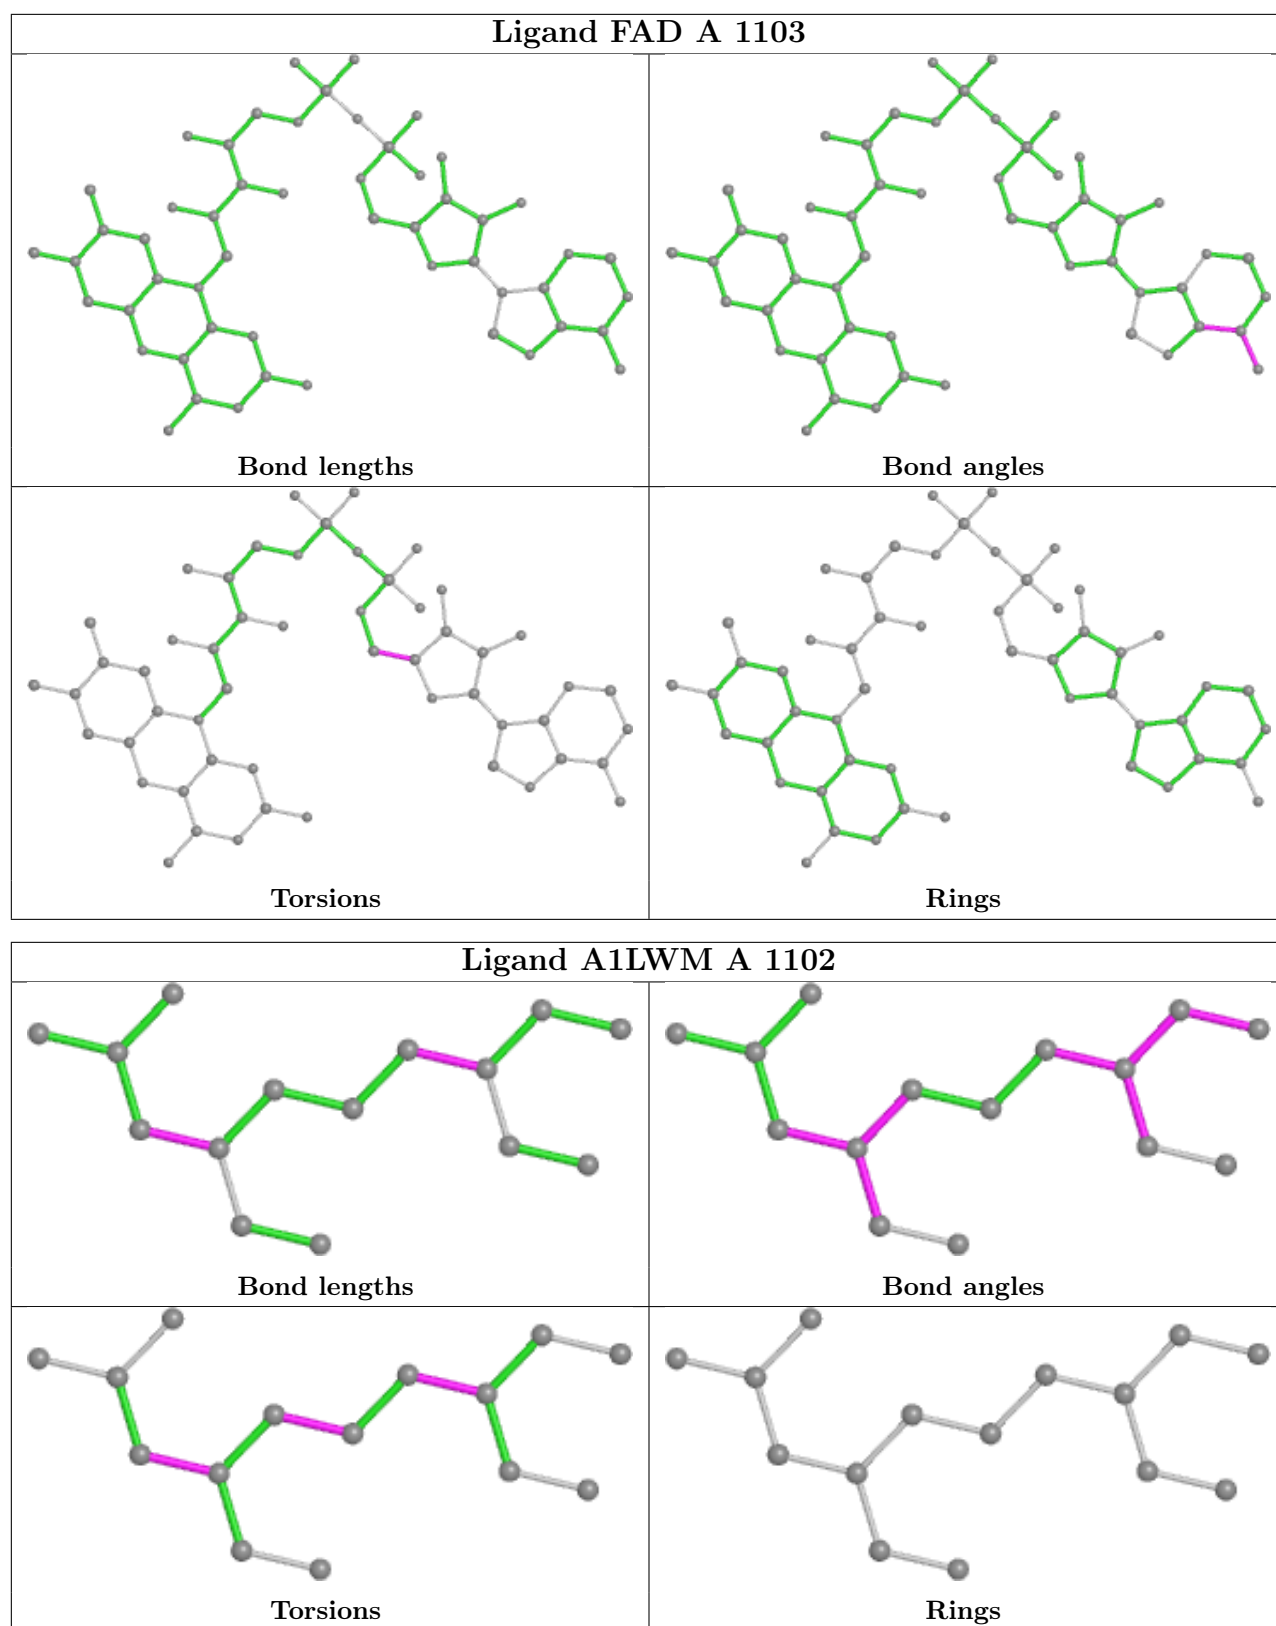 Ligand FAD A 1103
Bond lengths
Bond angles
Torsions
Rings
Ligand A1LWM A 1102
Bond lengths
Bond angles
Torsions
Rings